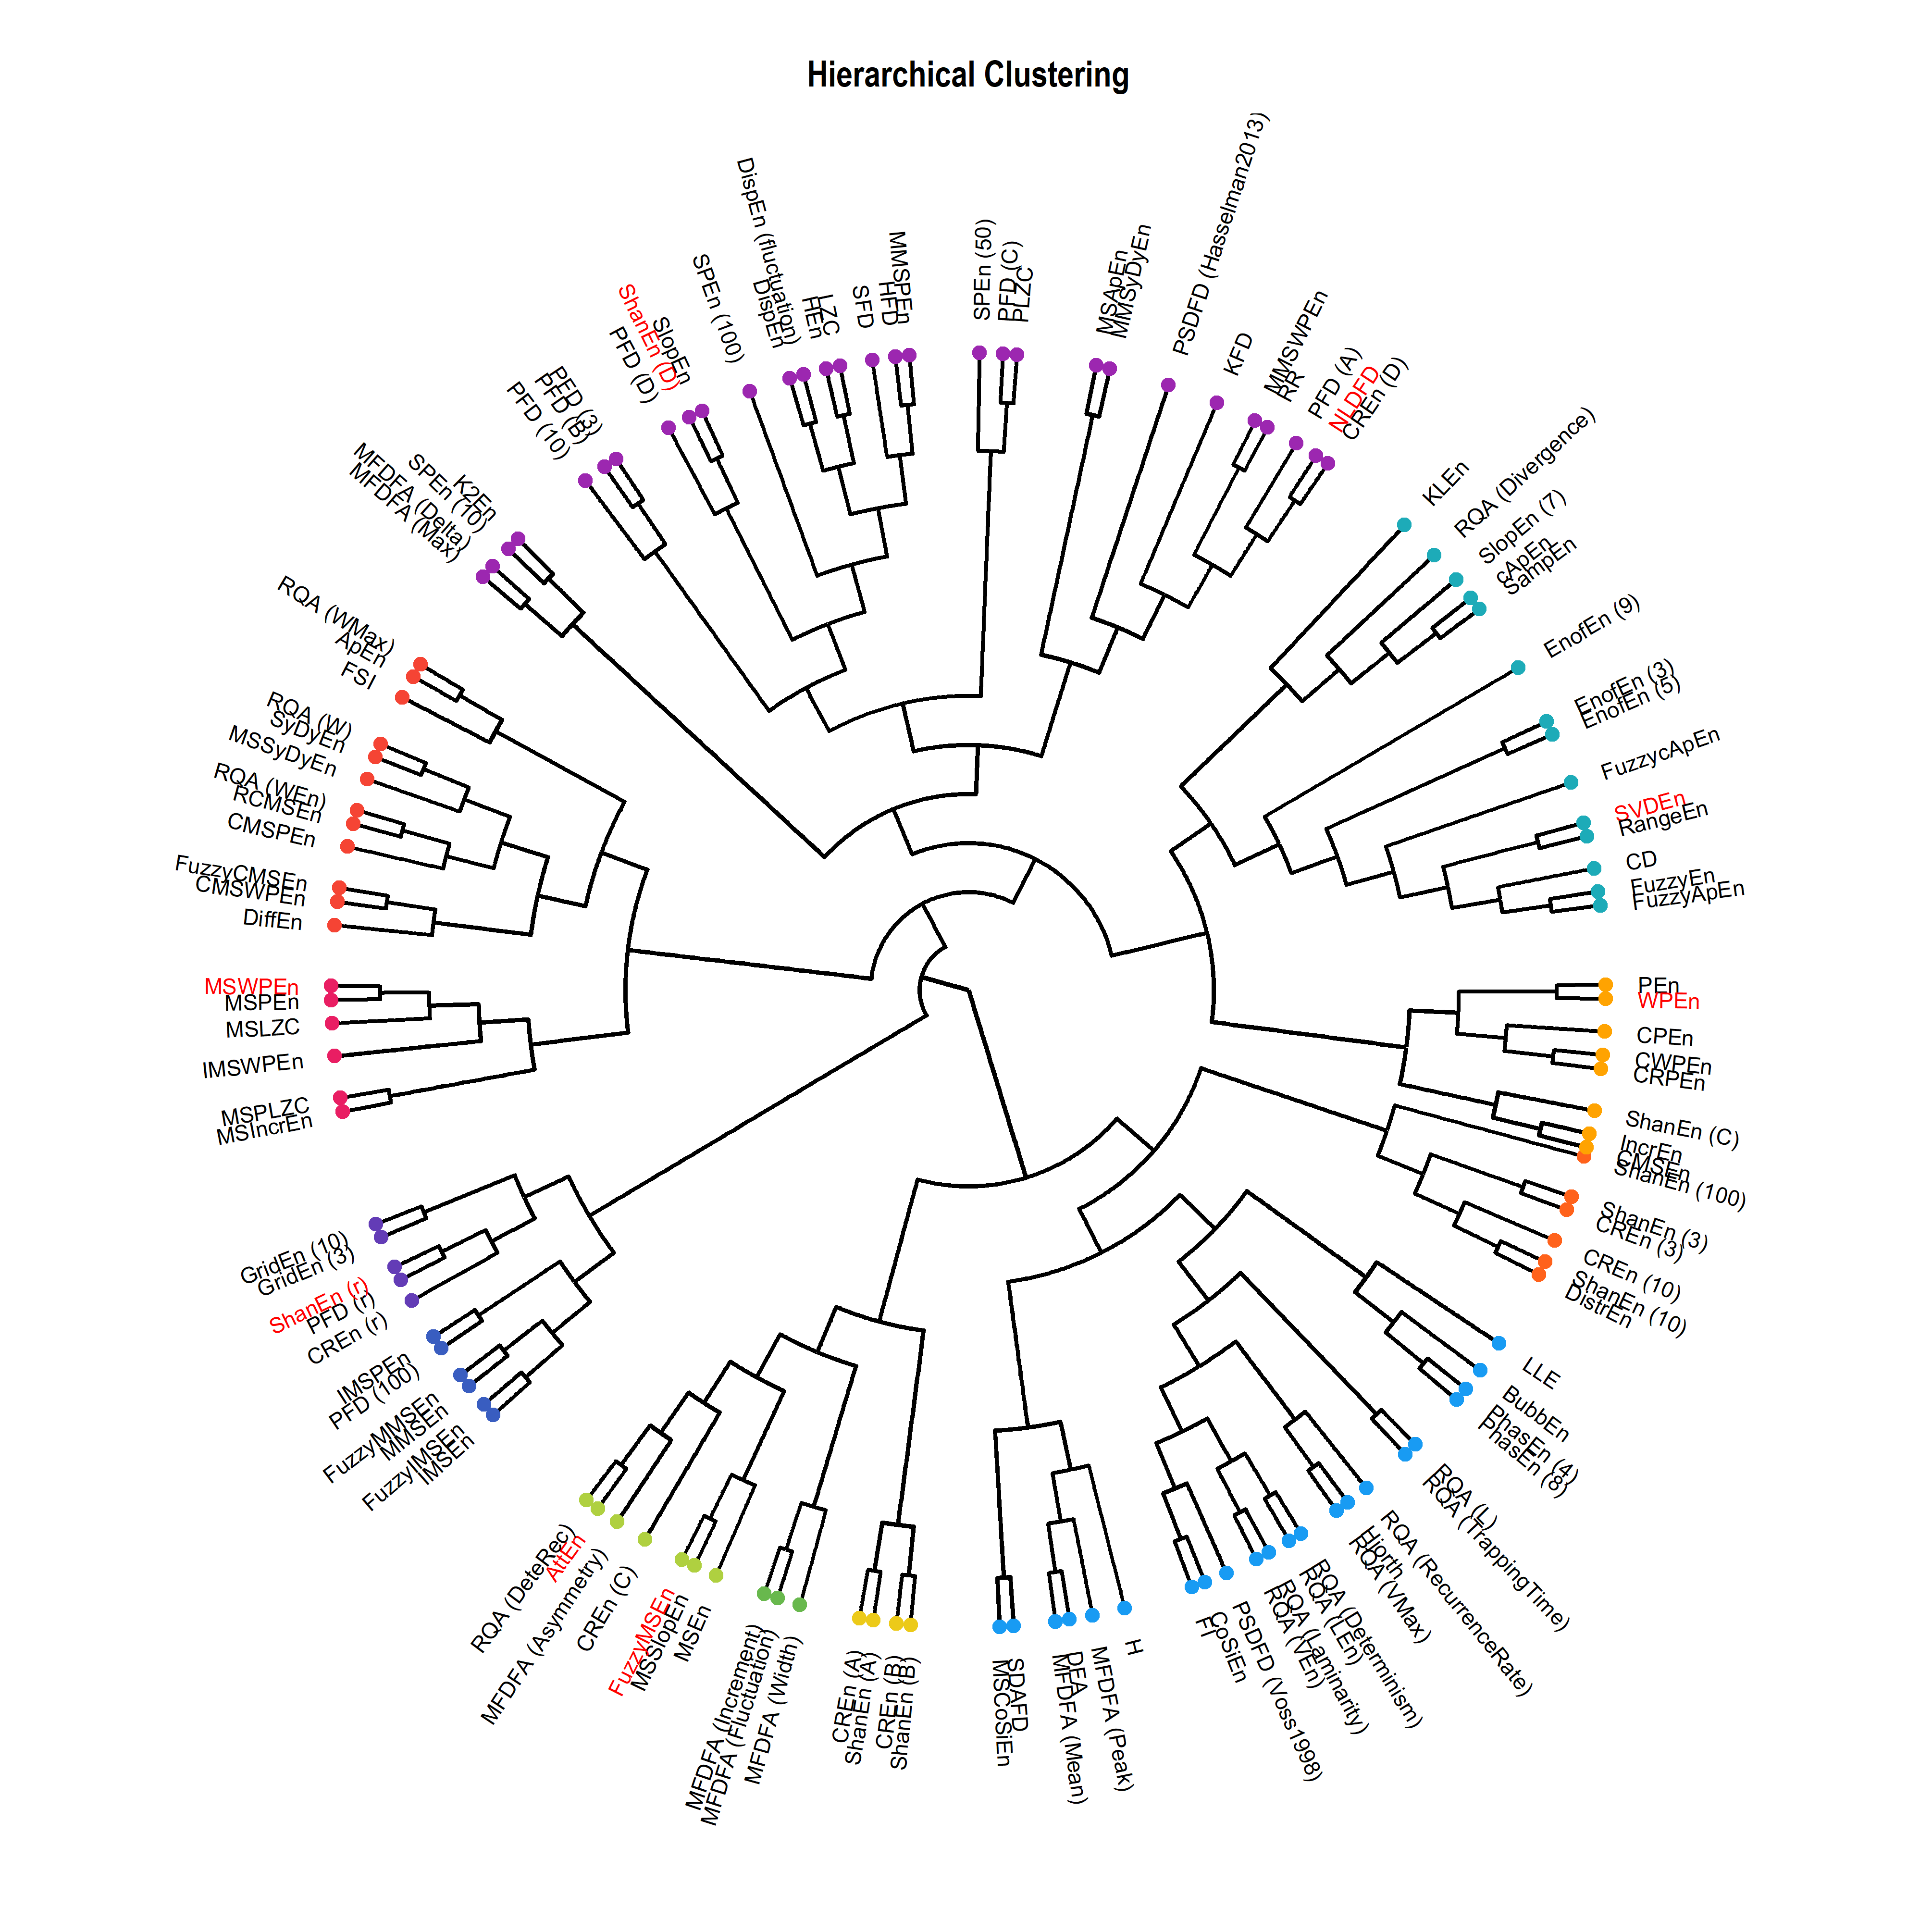 Hierarchical Clustering
SPEn (50)
PFD (C)
PLZC
MSApEn
MMSyDyEn
PSDFD (Hasselman2013)
KFD
MMSWPEn
RR
PFD (A)
NLDFD
CREn (D)
KLEn
RQA (Divergence)
SlopEn (7)
cApEn
SampEn
EnofEn (9)
EnofEn (3)
EnofEn (5)
FuzzycApEn
SVDEn
RangeEn
CD
FuzzyEn
FuzzyApEn
PEn
WPEn
CPEn
CWPEn
CRPEn
ShanEn (C)
IncrEn
CMSEn
ShanEn (100)
ShanEn (3)
CREn (3)
CREn (10)
ShanEn (10)
DistrEn
LLE
BubbEn
PhasEn (4)
PhasEn (8)
RQA (L)
RQA (TrappingTime)
RQA (RecurrenceRate)
Hjorth
RQA (VMax)
RQA (Determinism)
RQA (LEn)
RQA (Laminarity)
RQA (VEn)
PSDFD (Voss1998)
CoSiEn
FI
H
MFDFA (Peak)
DFA
MFDFA (Mean)
SDAFD
MSCoSiEn
ShanEn (B)
CREn (B)
ShanEn (A)
CREn (A)
MFDFA (Width)
MFDFA (Fluctuation)
MFDFA (Increment)
MSEn
MSSlopEn
FuzzyMSEn
CREn (C)
MFDFA (Asymmetry)
AttEn
RQA (DeteRec)
IMSEn
FuzzyIMSEn
MMSEn
FuzzyMMSEn
PFD (100)
IMSPEn
CREn (r)
PFD (r)
ShanEn (r)
GridEn (3)
GridEn (10)
MSIncrEn
MSPLZC
IMSWPEn
MSLZC
MSPEn
MSWPEn
DiffEn
CMSWPEn
FuzzyCMSEn
CMSPEn
RCMSEn
RQA (WEn)
MSSyDyEn
SyDyEn
RQA (W)
FSI
ApEn
RQA (WMax)
MFDFA (Max)
MFDFA (Delta)
SPEn (10)
K2En
PFD (10)
PFD (B)
PFD (3)
PFD (D)
ShanEn (D)
SlopEn
SPEn (100)
DispEn
DispEn (fluctuation)
HEn
LZC
SFD
HFD
MMSPEn